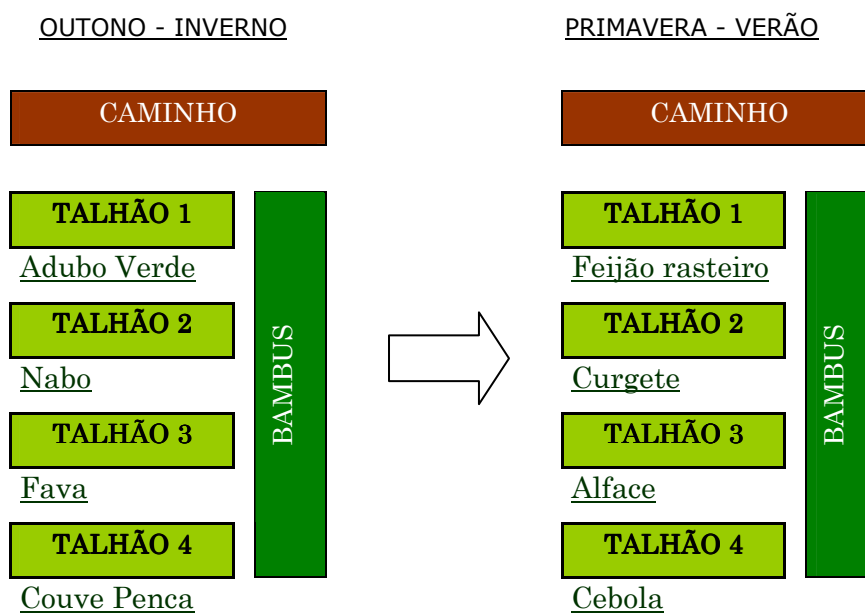 OUTONO - INVERNO
CAMINHO
TALHÃO 1
Adubo Verde
TALHÃO 2
Nabo
TALHÃO 3
Fava
TALHÃO 4
Couve Penca
BAMBUS
PRIMAVERA - VERÃO
CAMINHO
TALHÃO 1
Feijão rasteiro
TALHÃO 2
Curgete
TALHÃO 3
Alface
TALHÃO 4
Cebola
BAMBUS